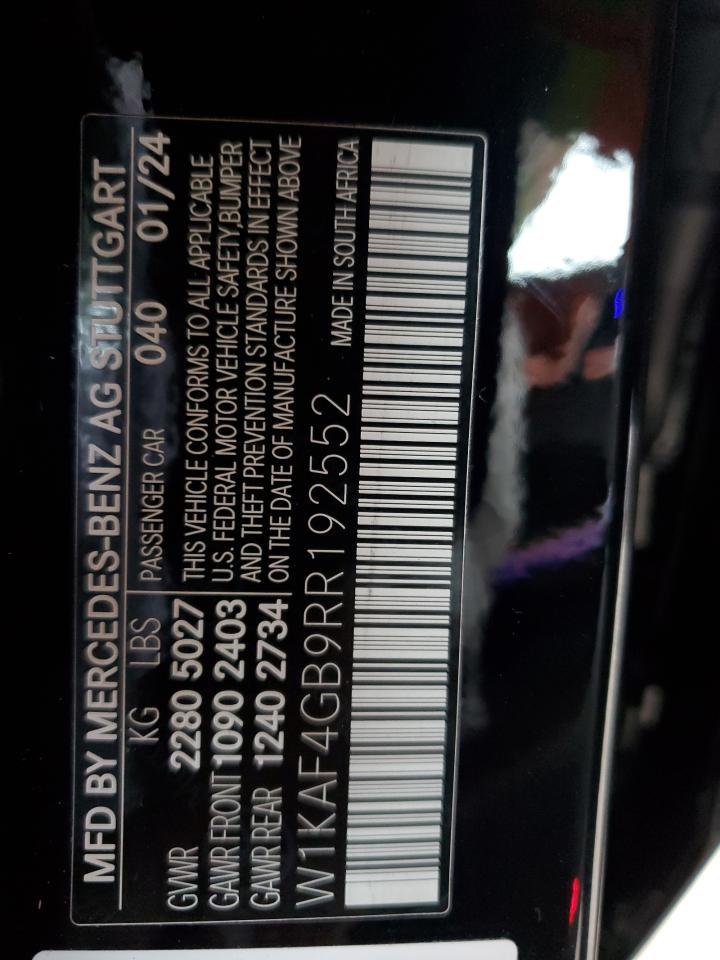 MFD BY MERCEDES-BENZ AG STUTTGART
KG LBS PASSENGER CAR 040 01/24
GVWR 2280 5027 THIS VEHICLE CONFORMS TO ALL APPLICABLE
GAWR FRONT 1090 2403 U.S. FEDERAL MOTOR VEHICLE SAFETY,BUMPER
GAWR REAR 1240 2734 AND THEFT PREVENTION STANDARDS IN EFFECT
ON THE DATE OF MANUFACTURE SHOWN ABOVE
W1KAF4GB9RR192552 MADE IN SOUTH AFRICA